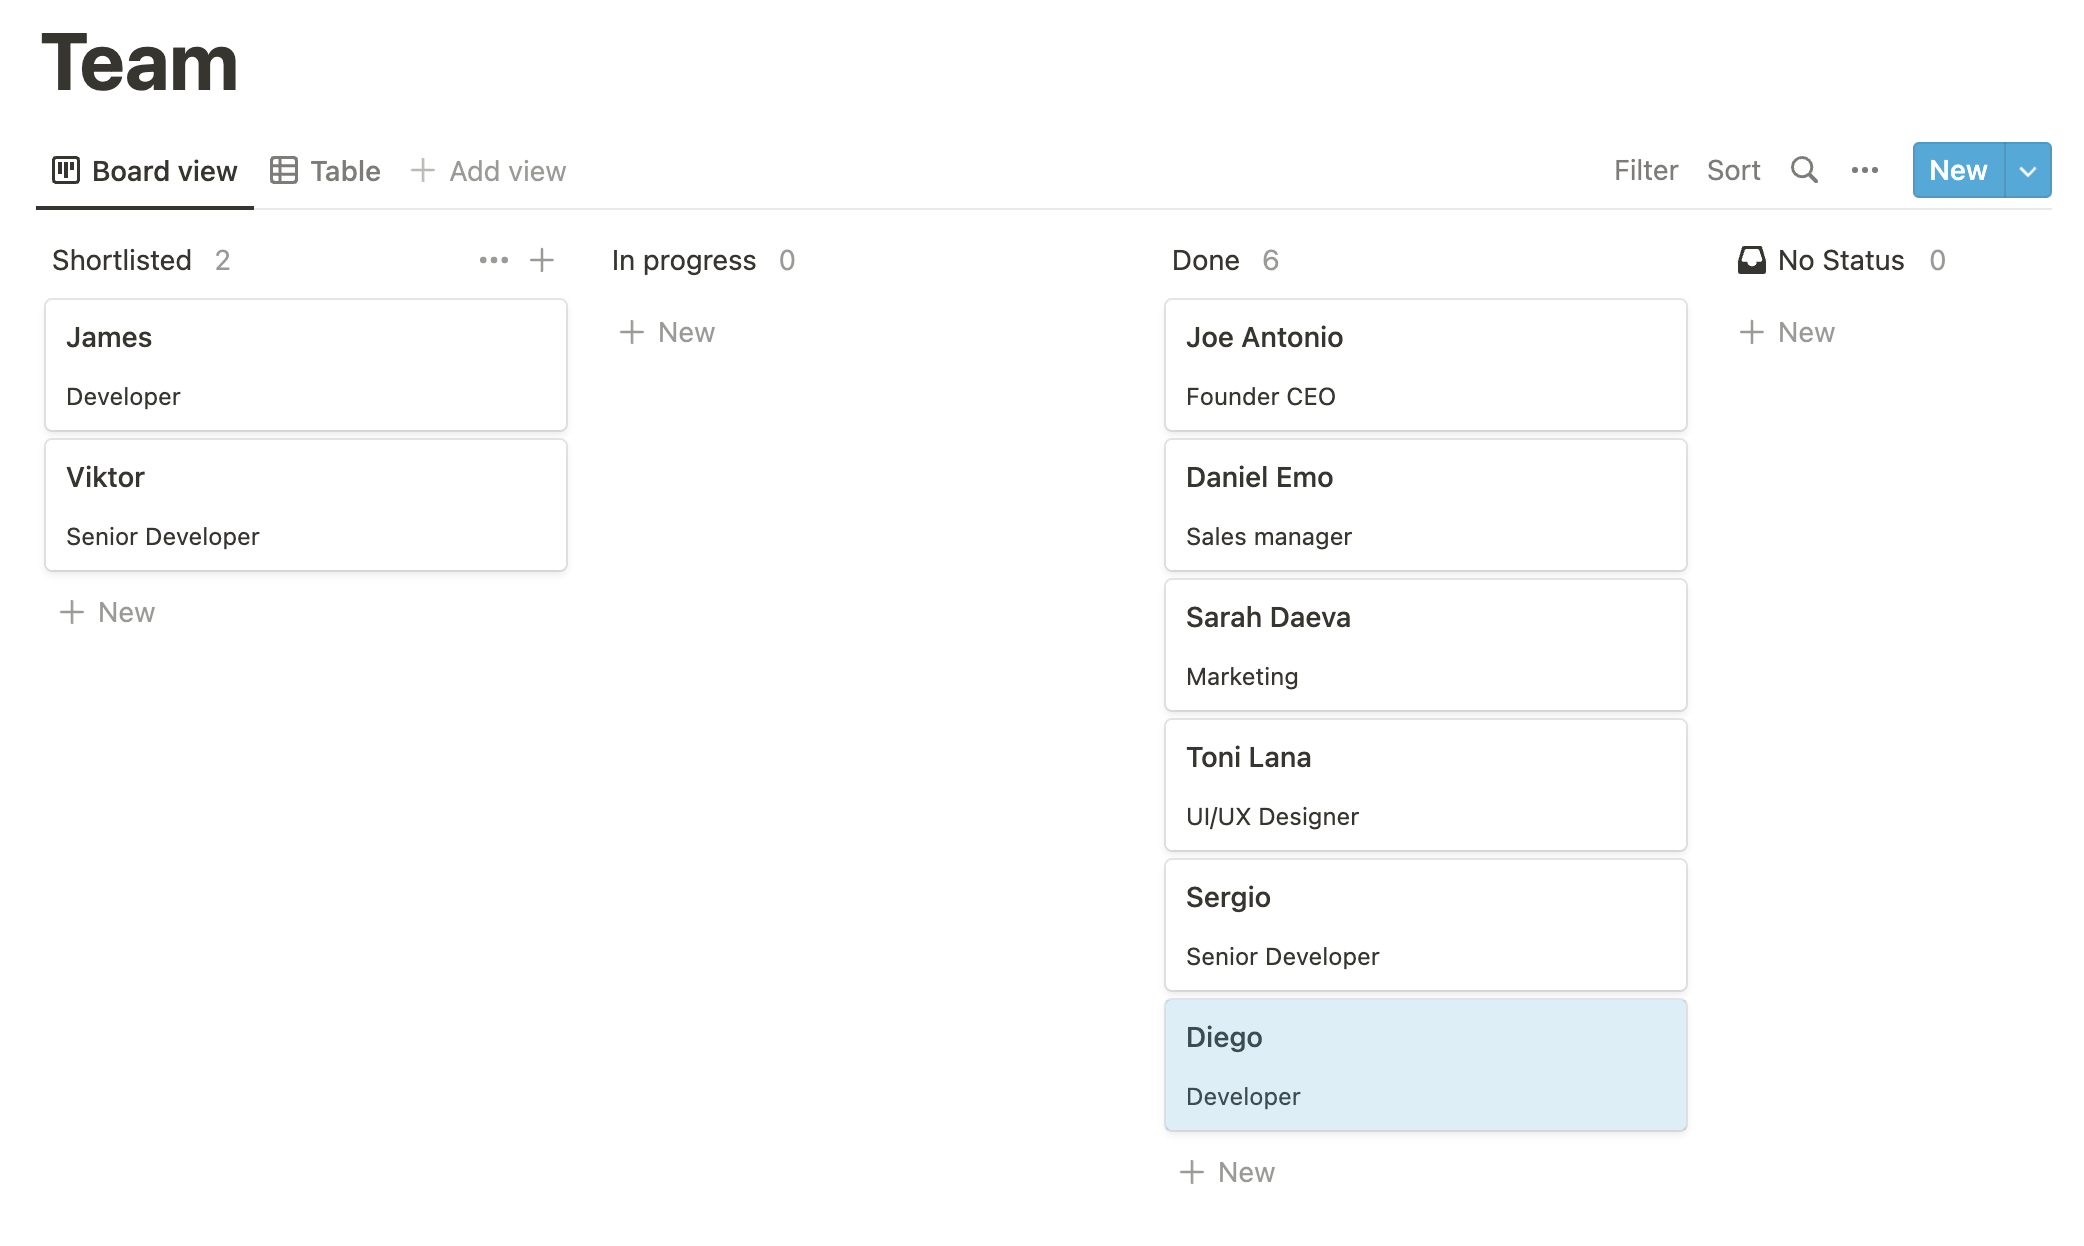 Team
Board view Table Add view Filter Sort New
Shortlisted 2
James
Developer
Viktor
Senior Developer
New
In progress 0
New
Done 6
Joe Antonio
Founder CEO
Daniel Emo
Sales manager
Sarah Daeva
Marketing
Toni Lana
UI/UX Designer
Sergio
Senior Developer
Diego
Developer
New
No Status 0
New